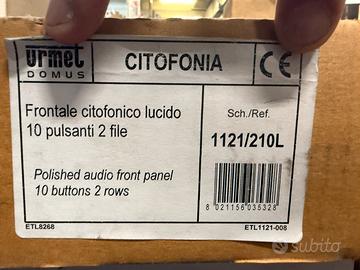 urmet
DOMUS
CITOFONIA
CE
Frontale citofonico lucido
10 pulsanti 2 file
Sch./Ref.
1121/210L
Polished audio front panel
10 buttons 2 rows
8 021156 035328
ETL8268
ETL1121-008
subito